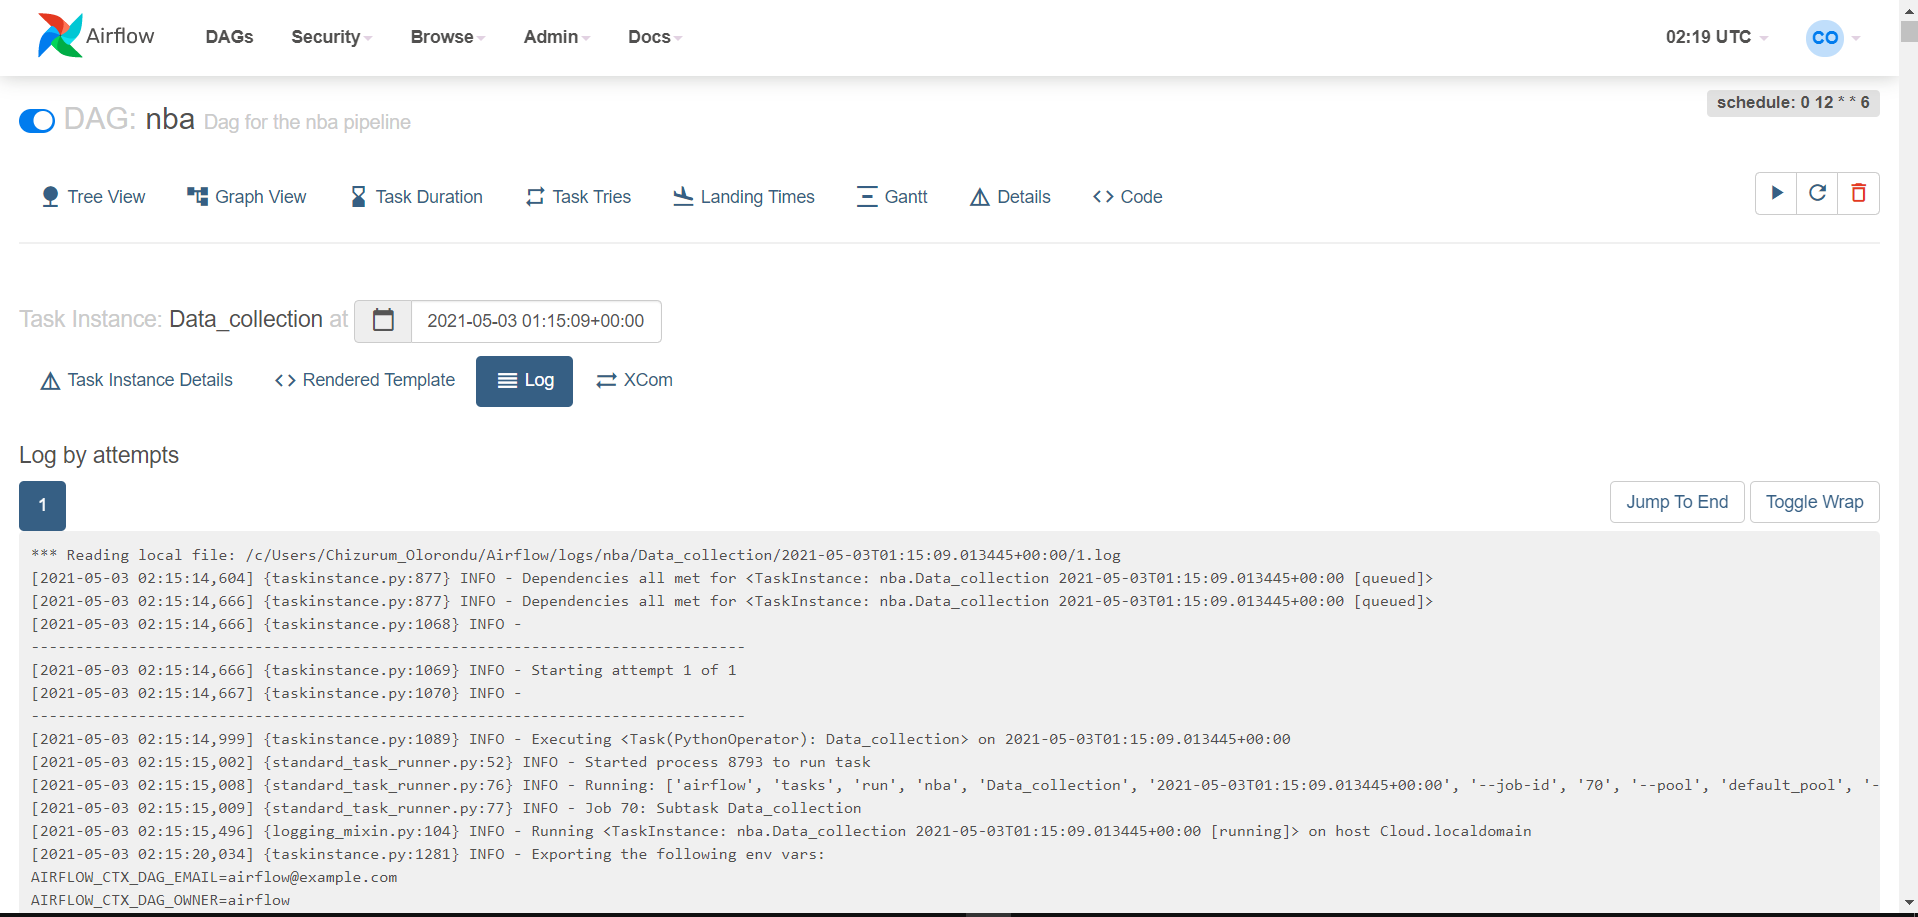 Airflow DAGs Security Browse Admin Docs 02:19 UTC CO
schedule: 0 12 * * 6
DAG: nba Dag for the nba pipeline
Tree View Graph View Task Duration Task Tries Landing Times Gantt Details Code
Task Instance: Data_collection at 2021-05-03 01:15:09+00:00
Task Instance Details Rendered Template Log XCom
Log by attempts
1 Jump To End Toggle Wrap
*** Reading local file: /c/Users/Chizurum_Olorondu/Airflow/logs/nba/Data_collection/2021-05-03T01:15:09.013445+00:00/1.log
[2021-05-03 02:15:14,604] {taskinstance.py:877} INFO - Dependencies all met for <TaskInstance: nba.Data_collection 2021-05-03T01:15:09.013445+00:00 [queued]>
[2021-05-03 02:15:14,666] {taskinstance.py:877} INFO - Dependencies all met for <TaskInstance: nba.Data_collection 2021-05-03T01:15:09.013445+00:00 [queued]>
[2021-05-03 02:15:14,666] {taskinstance.py:1068} INFO -
--------------------------------------------------------------------------------
[2021-05-03 02:15:14,666] {taskinstance.py:1069} INFO - Starting attempt 1 of 1
[2021-05-03 02:15:14,667] {taskinstance.py:1070} INFO -
--------------------------------------------------------------------------------
[2021-05-03 02:15:14,999] {taskinstance.py:1089} INFO - Executing <Task(PythonOperator): Data_collection> on 2021-05-03T01:15:09.013445+00:00
[2021-05-03 02:15:15,002] {standard_task_runner.py:52} INFO - Started process 8793 to run task
[2021-05-03 02:15:15,008] {standard_task_runner.py:76} INFO - Running: ['airflow', 'tasks', 'run', 'nba', 'Data_collection', '2021-05-03T01:15:09.013445+00:00', '--job-id', '70', '--pool', 'default_pool', '-
[2021-05-03 02:15:15,009] {standard_task_runner.py:77} INFO - Job 70: Subtask Data_collection
[2021-05-03 02:15:15,496] {logging_mixin.py:104} INFO - Running <TaskInstance: nba.Data_collection 2021-05-03T01:15:09.013445+00:00 [running]> on host Cloud.localdomain
[2021-05-03 02:15:20,034] {taskinstance.py:1281} INFO - Exporting the following env vars:
AIRFLOW_CTX_DAG_EMAIL=airflow@example.com
AIRFLOW_CTX_DAG_OWNER=airflow